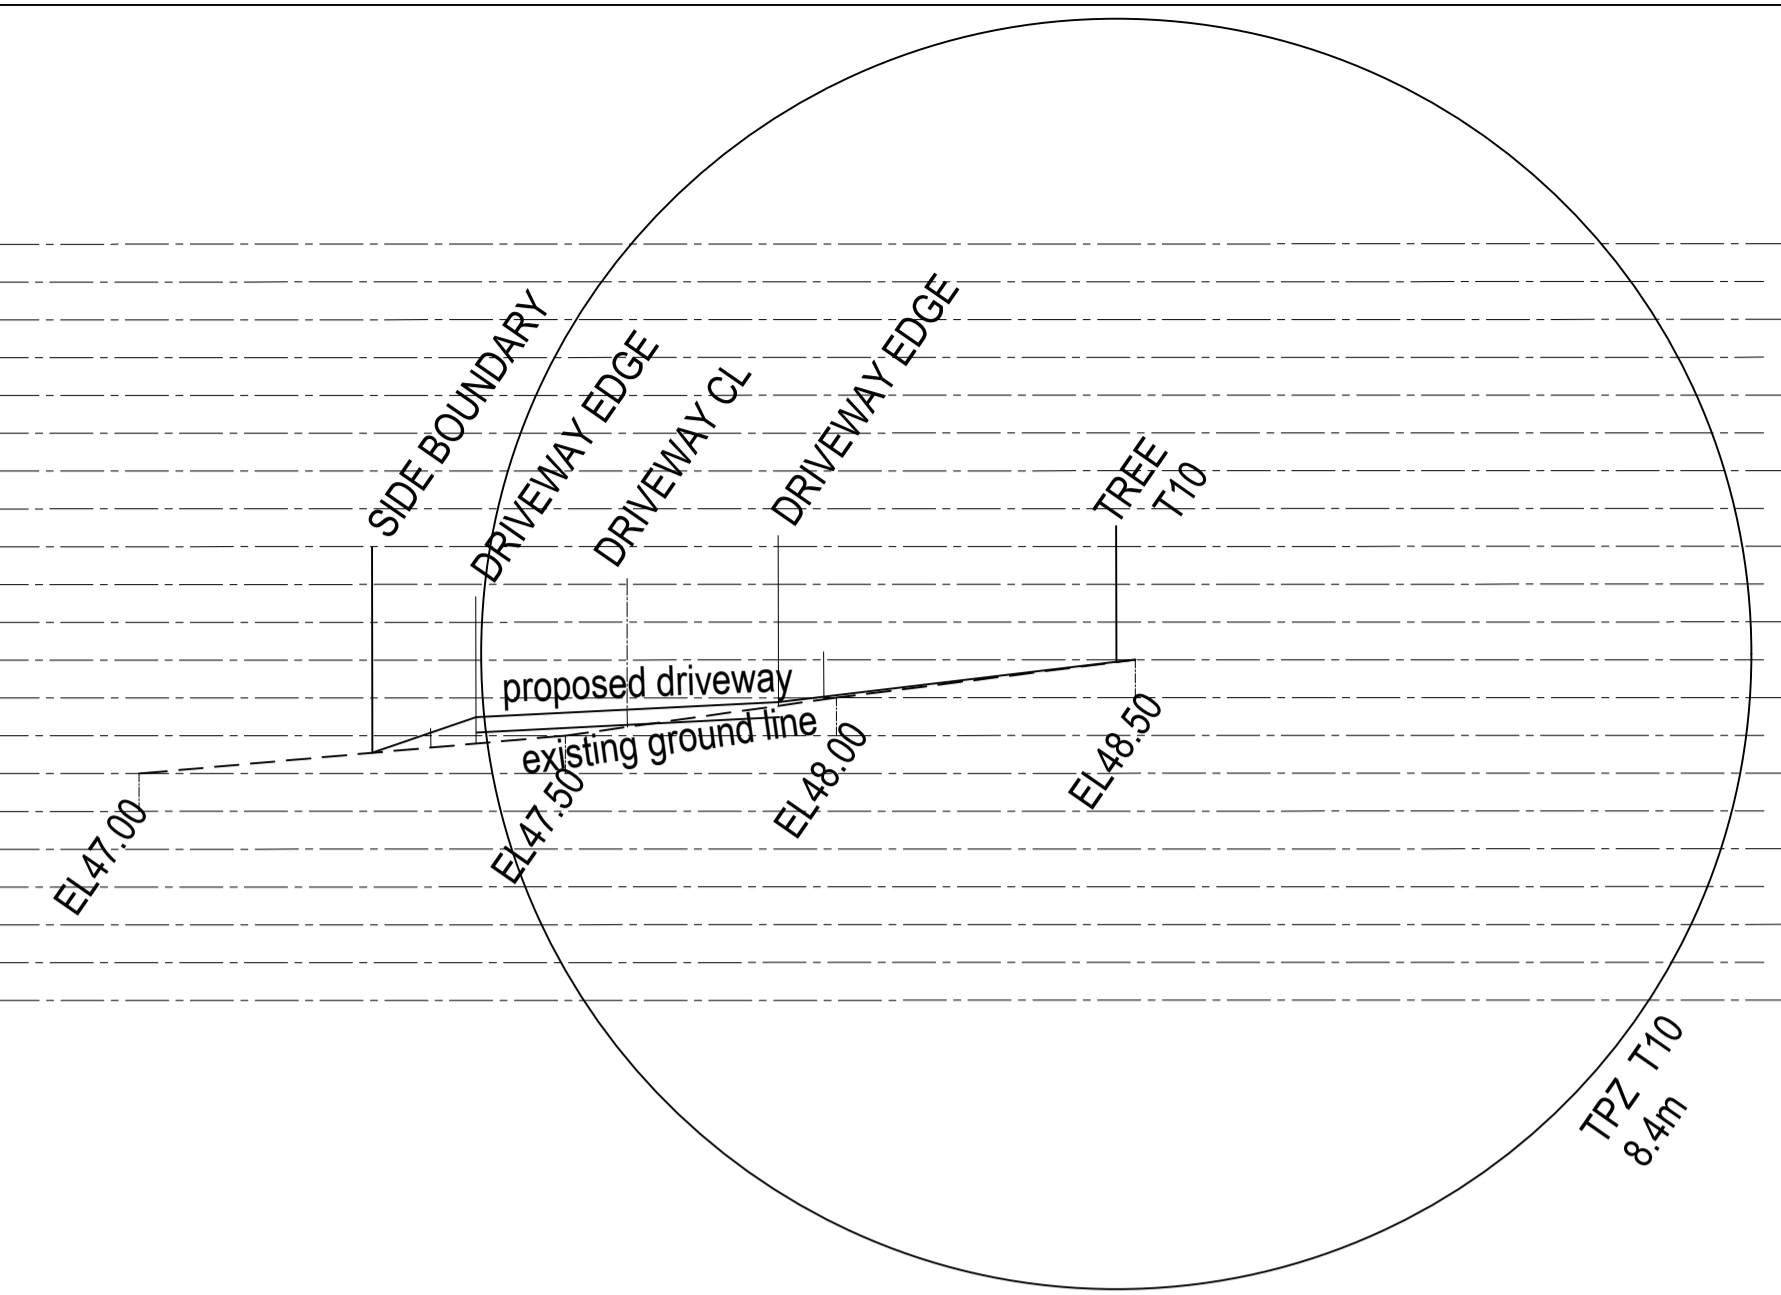 SIDE BOUNDARY
DRIVEWAY EDGE
DRIVEWAY CL
DRIVEWAY EDGE
TREE
T10
proposed driveway
existing ground line
EL47.00
EL47.50
EL48.00
EL48.50
TPZ T10
8.4m